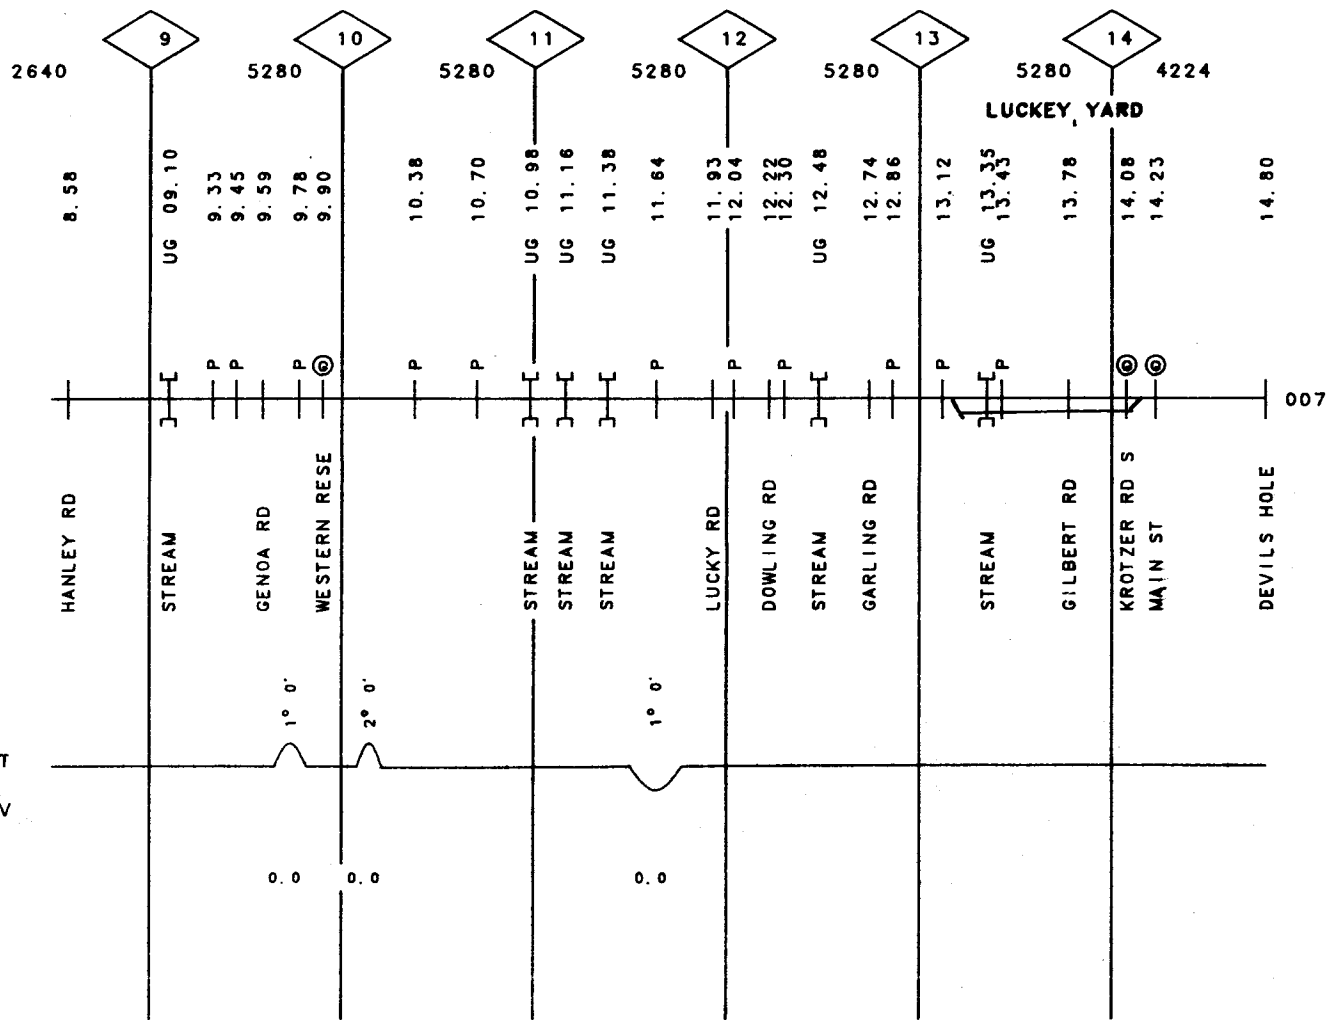 9
10
11
12
13
14
2640
5280
5280
5280
5280
5280
4224
LUCKEY YARD
8.58
UG 09.10
9.33
9.45
9.59
9.78
9.90
10.38
10.70
UG 10.98
UG 11.16
UG 11.38
11.64
11.93
12.04
12.22
12.30
UG 12.48
12.74
12.86
13.12
UG 13.35
13.43
13.78
14.08
14.23
14.80
P
P
P
G
P
P
P
P
P
P
P
P
G
G
007
HANLEY RD
STREAM
GENOA RD
WESTERN RESE
STREAM
STREAM
STREAM
LUCKY RD
DOWLING RD
STREAM
GARLING RD
STREAM
GILBERT RD
KROTZER RD S
MAIN ST
DEVILS HOLE
1° 0'
2° 0'
1° 0'
T
V
0.0
0.0
0.0